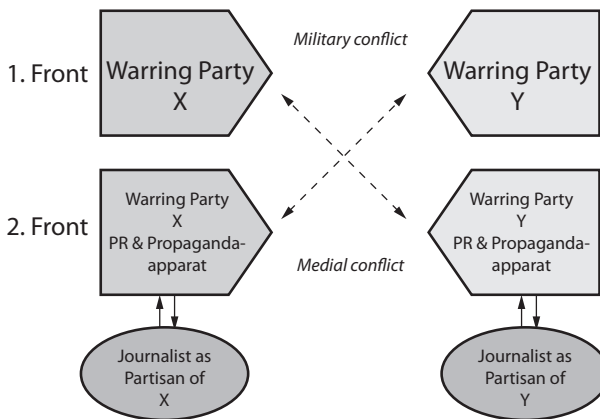 Military conflict
1. Front
Warring Party
X
Warring Party
Y
2. Front
Warring Party
X
PR & Propaganda-
apparat
Warring Party
Y
PR & Propaganda-
apparat
Medial conflict
Journalist as
Partisan of
X
Journalist as
Partisan of
Y